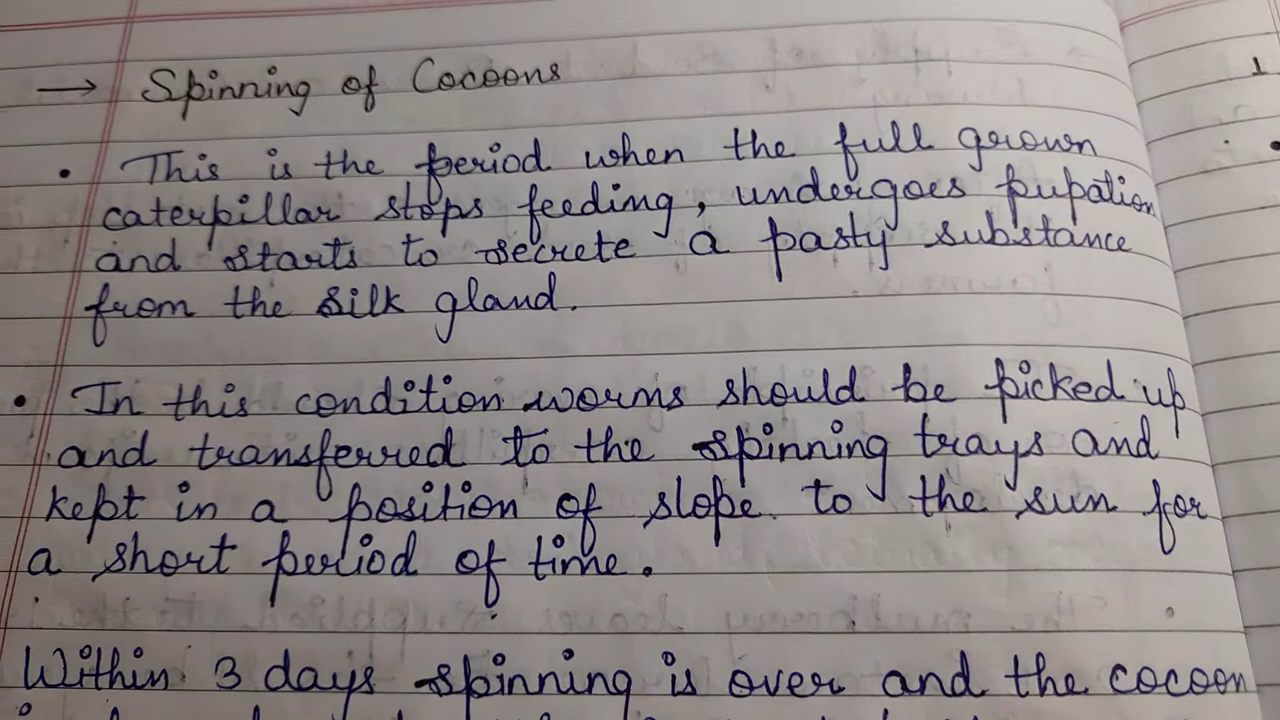 → Spinning of Cocoons
• This is the period when the full grown
caterpillar stops feeding, undergoes pupation
and starts to secrete a pasty substance
from the silk gland.
• In this condition worms should be picked up
and transferred to the spinning trays and
kept in a position of slope to the sun for
a short period of time.
Within 3 days spinning is over and the cocoon